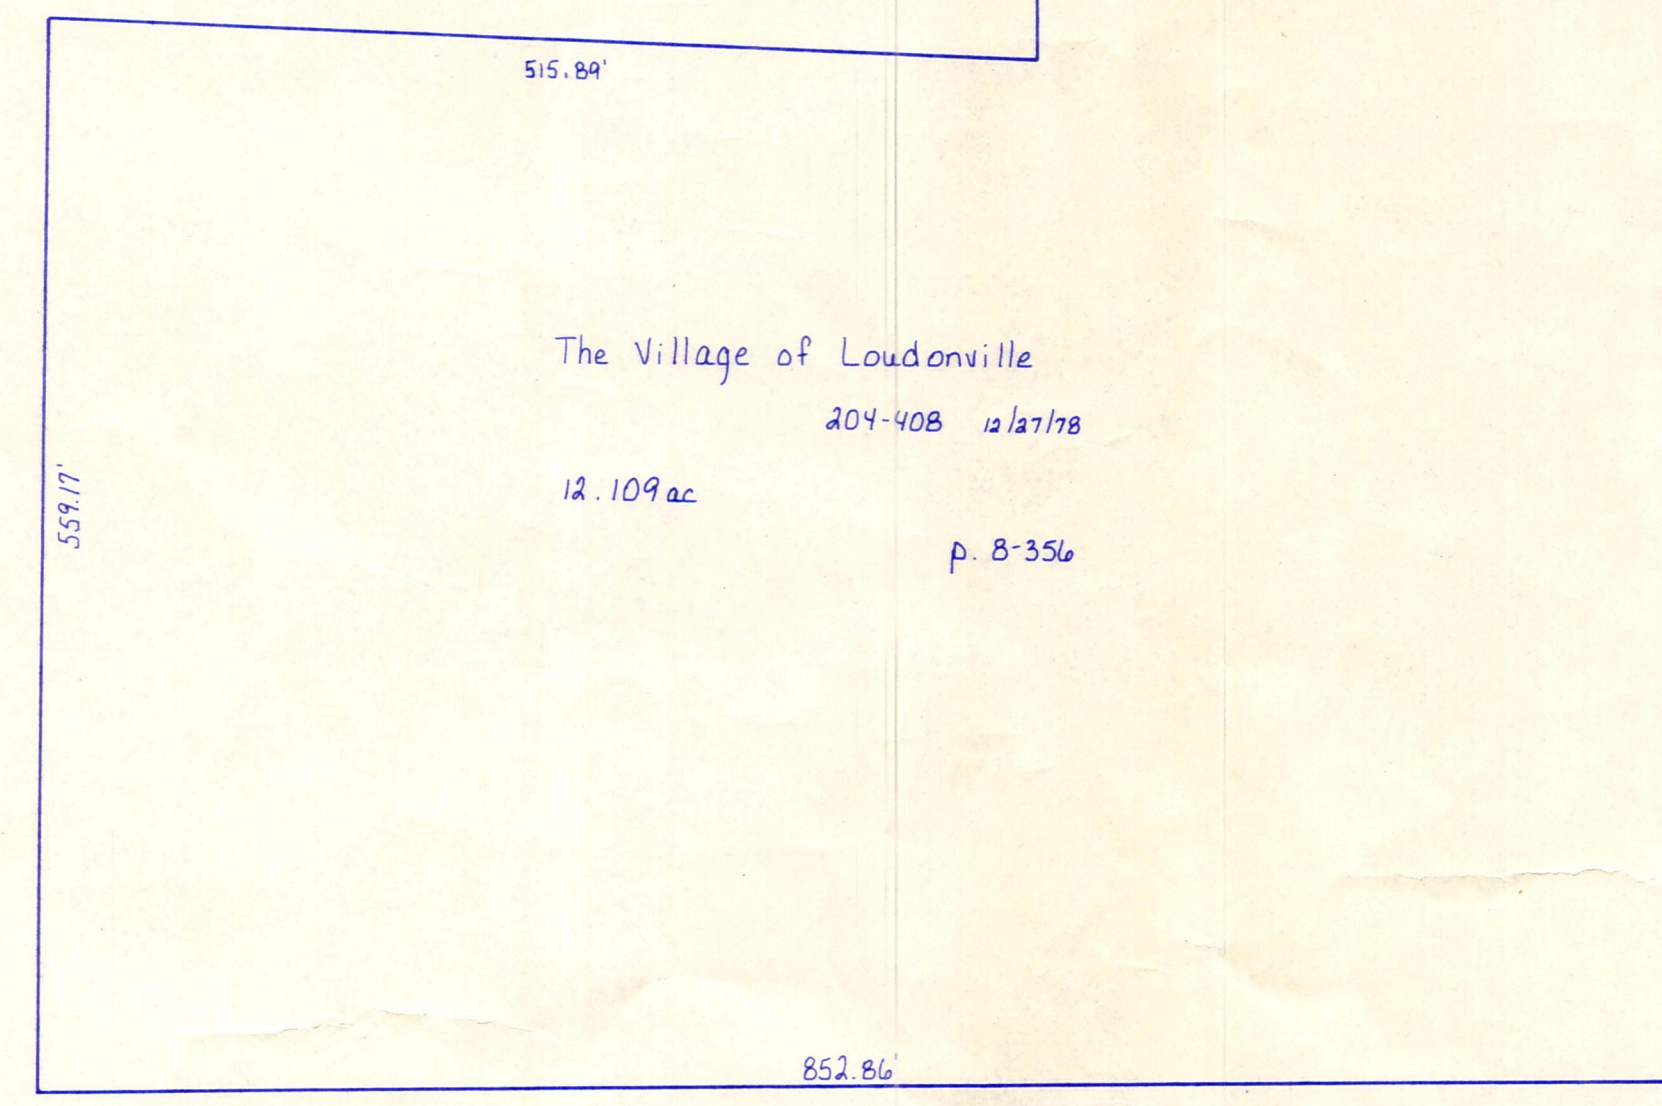 515.89'
The Village of Loudonville
204-408 12/27/78
12.109 ac
559.17'
p. 8-356
852.86'